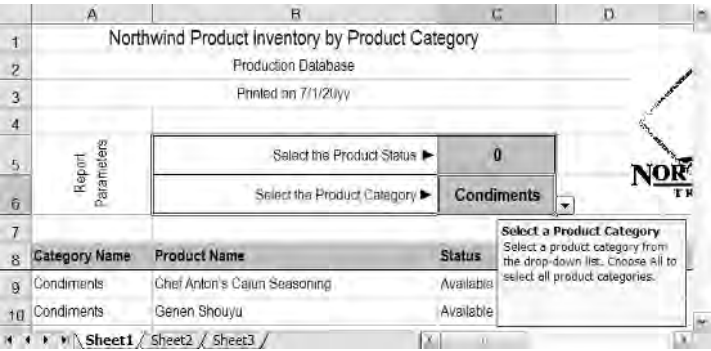 A B C D
1 Northwind Product Inventory by Product Category
2 Production Database
3 Printed on 7/1/20yy
4
5 Report Parameters Select the Product Status ► 0
6 Select the Product Category ► Condiments
NOR
TR
7
Select a Product Category
Select a product category from
the drop-down list. Choose All to
select all product categories.
8 Category Name Product Name Status
9 Condiments Chef Anton's Cajun Seasoning Available
10 Condiments Genen Shouyu Available
Sheet1 / Sheet2 / Sheet3 /